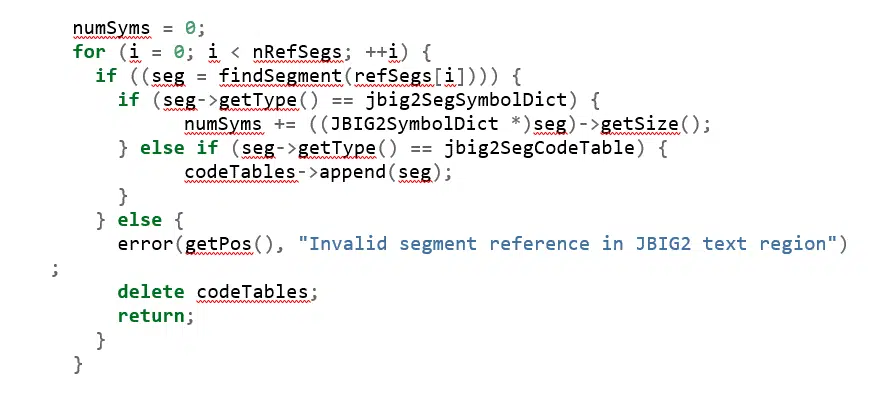 numSyms = 0;
for (i = 0; i < nRefSegs; ++i) {
if ((seg = findSegment(refSegs[i]))) {
if (seg->getType() == jbig2SegSymbolDict) {
numSyms += ((JBIG2SymbolDict *)seg)->getSize();
} else if (seg->getType() == jbig2SegCodeTable) {
codeTables->append(seg);
}
} else {
error(getPos(), "Invalid segment reference in JBIG2 text region")
;
delete codeTables;
return;
}
}